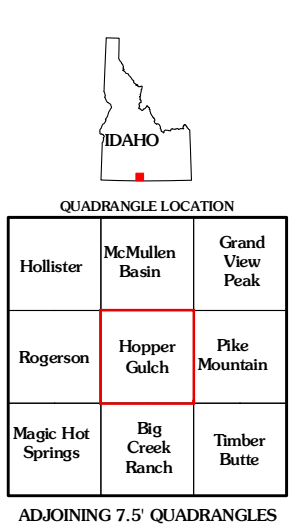 IDAHO
QUADRANGLE LOCATION
Hollister
McMullen
Basin
Grand
View
Peak
Rogerson
Hopper
Gulch
Pike
Mountain
Magic Hot
Springs
Big
Creek
Ranch
Timber
Butte
ADJOINING 7.5' QUADRANGLES